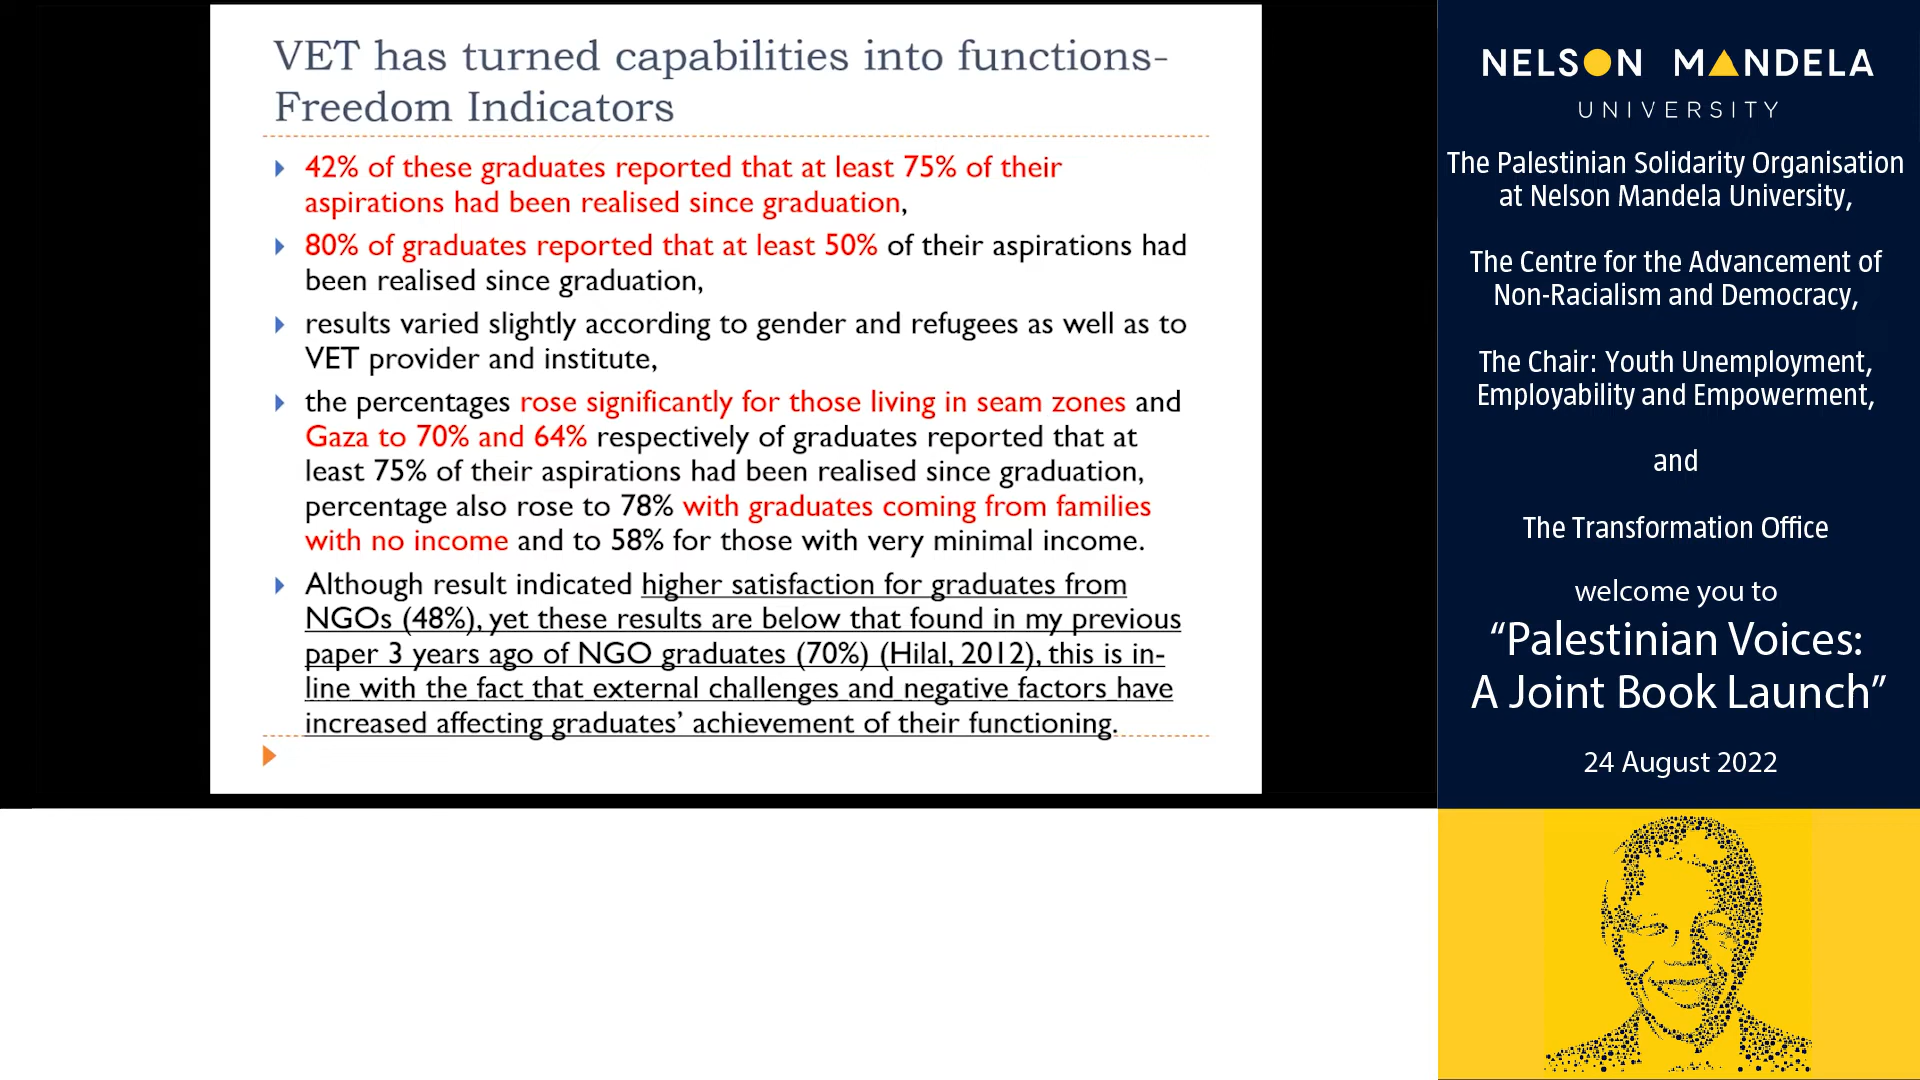 VET has turned capabilities into functions-
Freedom Indicators
42% of these graduates reported that at least 75% of their
aspirations had been realised since graduation,
80% of graduates reported that at least 50% of their aspirations had
been realised since graduation,
results varied slightly according to gender and refugees as well as to
VET provider and institute,
the percentages rose significantly for those living in seam zones and
Gaza to 70% and 64% respectively of graduates reported that at
least 75% of their aspirations had been realised since graduation,
percentage also rose to 78% with graduates coming from families
with no income and to 58% for those with very minimal income.
Although result indicated higher satisfaction for graduates from
NGOs (48%), yet these results are below that found in my previous
paper 3 years ago of NGO graduates (70%) (Hilal, 2012), this is in-
line with the fact that external challenges and negative factors have
increased affecting graduates’ achievement of their functioning.
NELSON MANDELA
UNIVERSITY
The Palestinian Solidarity Organisation
at Nelson Mandela University,
The Centre for the Advancement of
Non-Racialism and Democracy,
The Chair: Youth Unemployment,
Employability and Empowerment,
and
The Transformation Office
welcome you to
“Palestinian Voices:
A Joint Book Launch”
24 August 2022